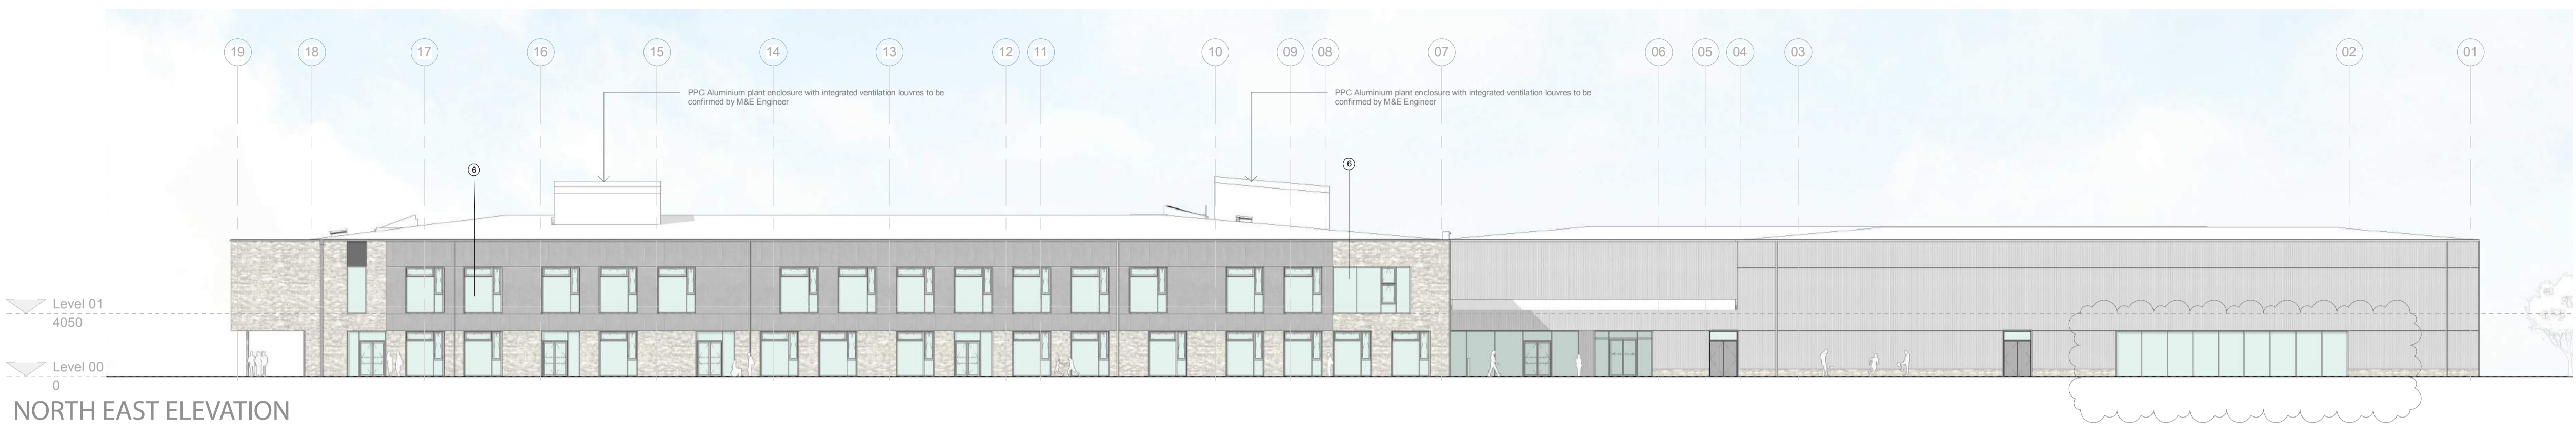 19 18 17 16 15 14 13 12 11 10 09 08 07 06 05 04 03 02 01
PPC Aluminium plant enclosure with integrated ventilation louvres to be
confirmed by M&E Engineer
PPC Aluminium plant enclosure with integrated ventilation louvres to be
confirmed by M&E Engineer
6
6
Level 01
4050
Level 00
0
NORTH EAST ELEVATION